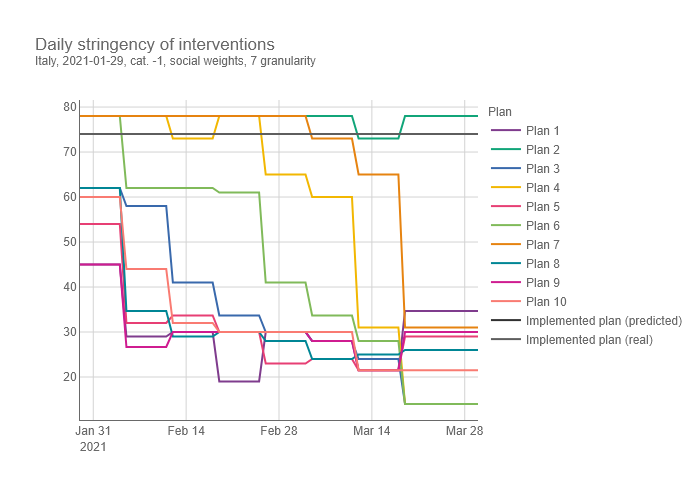 Daily stringency of interventions
Italy, 2021-01-29, cat. -1, social weights, 7 granularity
80
70
60
50
40
30
20
Jan 31
2021
Feb 14
Feb 28
Mar 14
Mar 28
Plan
Plan 1
Plan 2
Plan 3
Plan 4
Plan 5
Plan 6
Plan 7
Plan 8
Plan 9
Plan 10
Implemented plan (predicted)
Implemented plan (real)